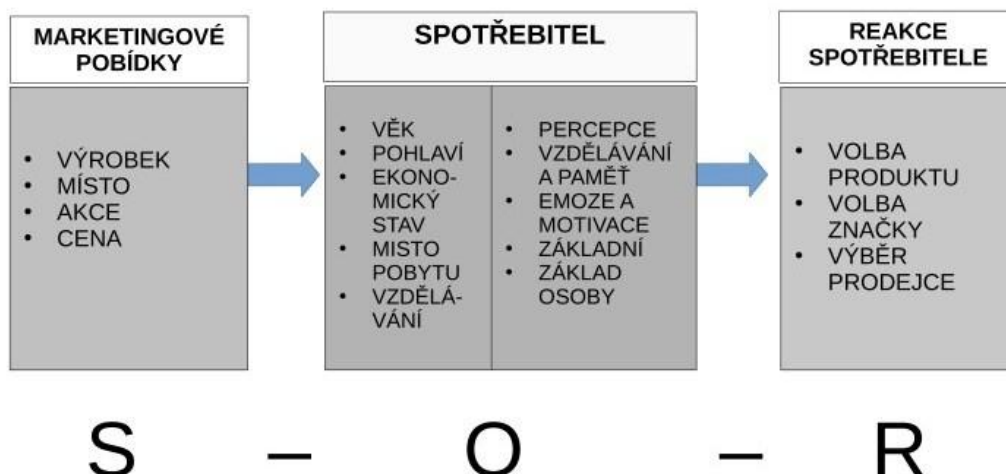 MARKETINGOVÉ
POBÍDKY
SPOTŘEBITEL
REAKCE
SPOTŘEBITELE
• VÝROBEK
• MÍSTO
• AKCE
• CENA
• VĚK
• POHLAVÍ
• EKONO-
MICKÝ
STAV
• MISTO
POBYTU
• VZDĚLÁ-
VÁNÍ
• PERCEPCE
• VZDĚLÁVÁNÍ
A PAMĚŤ
• EMOZE A
MOTIVACE
• ZÁKLADNÍ
• ZÁKLAD
OSOBY
• VOLBA
PRODUKTU
• VOLBA
ZNAČKY
• VÝBĚR
PRODEJCE
S – O – R